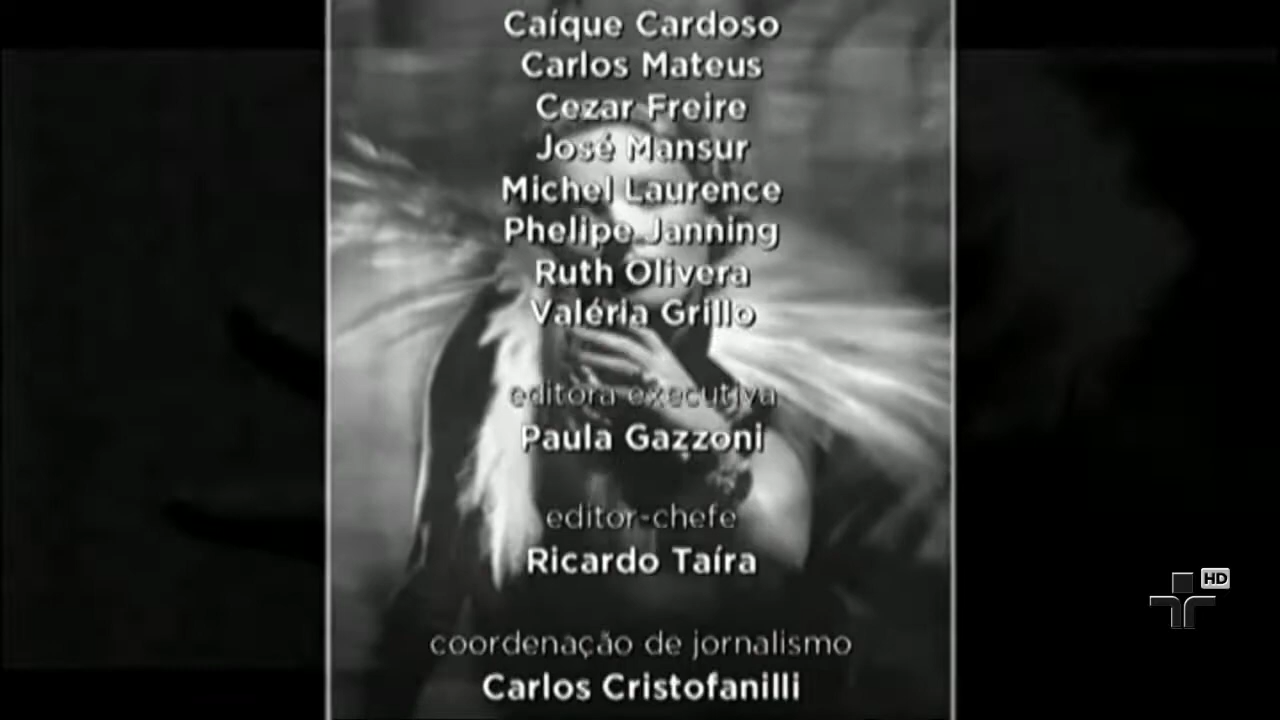 Caíque Cardoso
Carlos Mateus
Cezar Freire
José Mansur
Michel Laurence
Phelipe Janning
Ruth Olivera
Valéria Grillo
editora executiva
Paula Gazzoni
editor-chefe
Ricardo Taíra
HD
coordenação de jornalismo
Carlos Cristofanilli